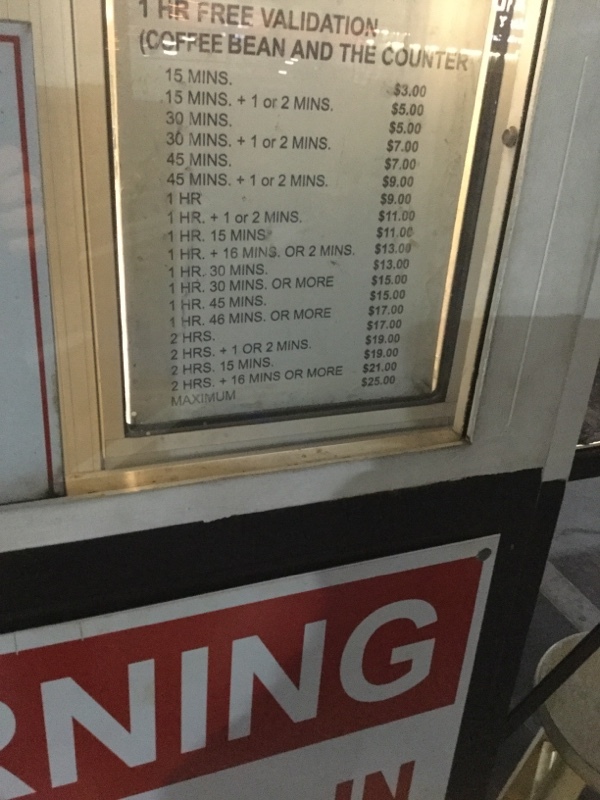 1 HR FREE VALIDATION
(COFFEE BEAN AND THE COUNTER
15 MINS. $3.00
15 MINS. + 1 or 2 MINS. $5.00
30 MINS. $5.00
30 MINS. + 1 or 2 MINS. $7.00
45 MINS. $7.00
45 MINS. + 1 or 2 MINS. $9.00
1 HR $9.00
1 HR. + 1 or 2 MINS. $11.00
1 HR. 15 MINS $11.00
1 HR. + 16 MINS. OR 2 MINS. $13.00
1 HR. 30 MINS. $13.00
1 HR. 30 MINS. OR MORE $15.00
1 HR. 45 MINS. $15.00
1 HR. 46 MINS. OR MORE $17.00
2 HRS. $17.00
2 HRS. + 1 OR 2 MINS. $19.00
2 HRS. 15 MINS. $19.00
2 HRS. + 16 MINS OR MORE $21.00
MAXIMUM $25.00
RNING
IN